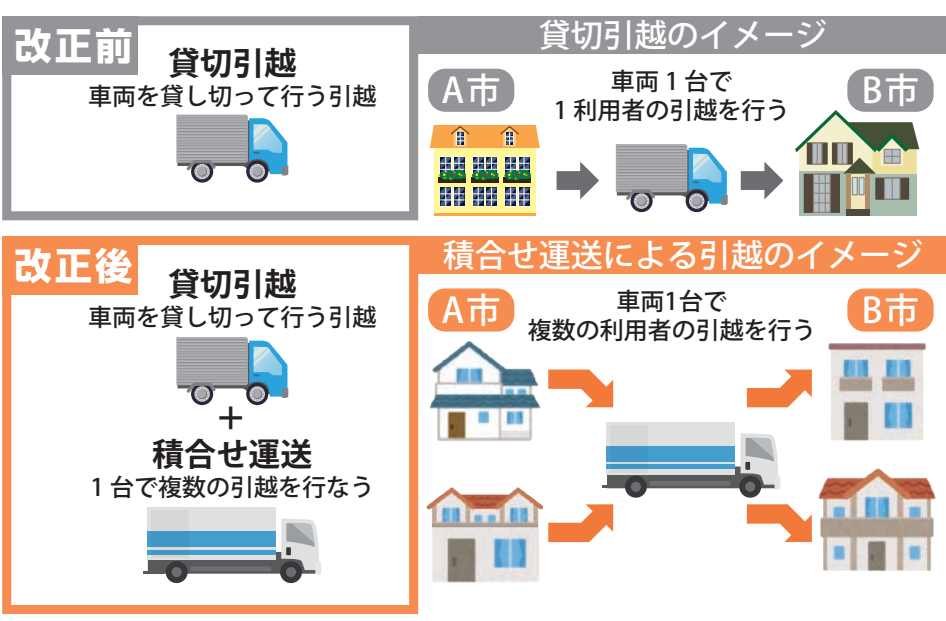 改正前
貸切引越
車両を貸し切って行う引越
貸切引越のイメージ
A市
車両1台で
1利用者の引越を行う
B市
改正後
貸切引越
車両を貸し切って行う引越
＋
積合せ運送
1台で複数の引越を行なう
積合せ運送による引越のイメージ
A市
車両1台で
複数の利用者の引越を行う
B市